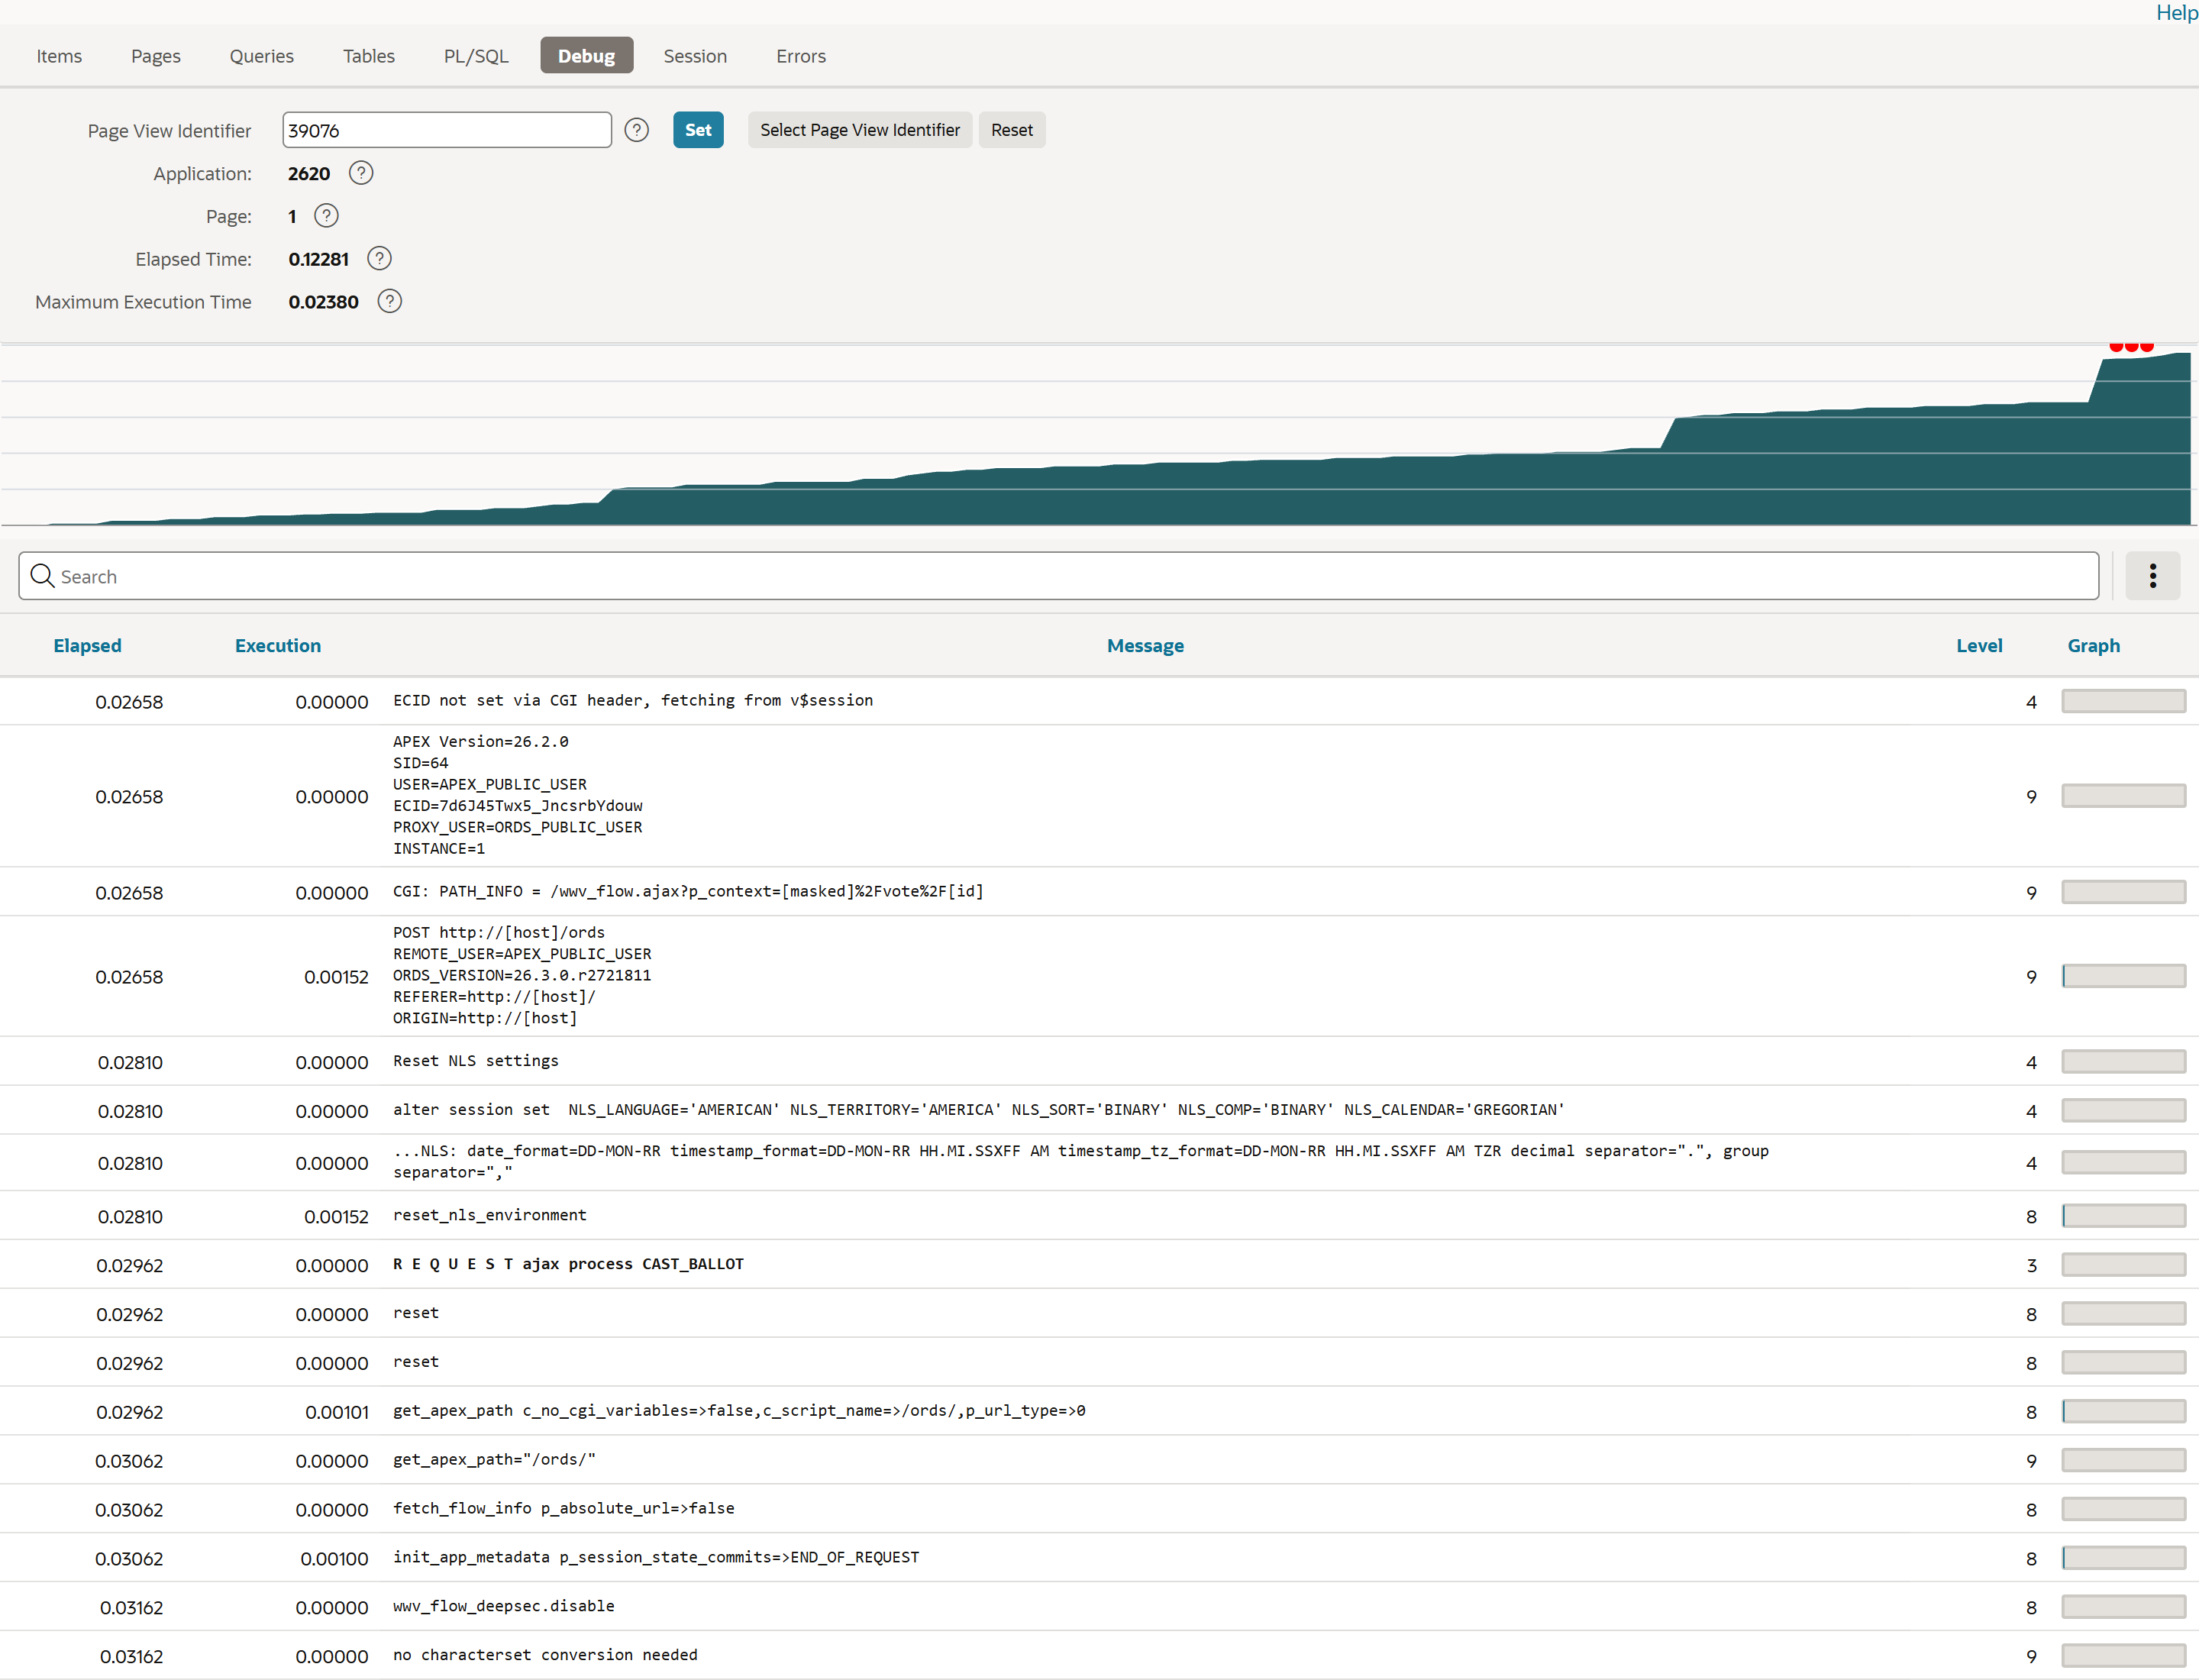 Help
Items Pages Queries Tables PL/SQL Debug Session Errors
Page View Identifier 39076 ? Set Select Page View Identifier Reset
Application: 2620 ?
Page: 1 ?
Elapsed Time: 0.12281 ?
Maximum Execution Time 0.02380 ?
Search
Elapsed Execution Message Level Graph
0.02658 0.00000 ECID not set via CGI header, fetching from v$session 4
APEX Version=26.2.0
SID=64
USER=APEX_PUBLIC_USER
0.02658 0.00000 ECID=7d6J45Twx5_JncsrbYdouw 9
PROXY_USER=ORDS_PUBLIC_USER
INSTANCE=1
0.02658 0.00000 CGI: PATH_INFO = /wwv_flow.ajax?p_context=[masked]%2Fvote%2F[id] 9
POST http://[host]/ords
REMOTE_USER=APEX_PUBLIC_USER
0.02658 0.00152 ORDS_VERSION=26.3.0.r2721811 9
REFERER=http://[host]/
ORIGIN=http://[host]
0.02810 0.00000 Reset NLS settings 4
0.02810 0.00000 alter session set  NLS_LANGUAGE='AMERICAN' NLS_TERRITORY='AMERICA' NLS_SORT='BINARY' NLS_COMP='BINARY' NLS_CALENDAR='GREGORIAN' 4
0.02810 0.00000 ...NLS: date_format=DD-MON-RR timestamp_format=DD-MON-RR HH.MI.SSXFF AM timestamp_tz_format=DD-MON-RR HH.MI.SSXFF AM TZR decimal separator=".", group 4
separator=","
0.02810 0.00152 reset_nls_environment 8
0.02962 0.00000 R E Q U E S T ajax process CAST_BALLOT 3
0.02962 0.00000 reset 8
0.02962 0.00000 reset 8
0.02962 0.00101 get_apex_path c_no_cgi_variables=>false,c_script_name=>/ords/,p_url_type=>0 8
0.03062 0.00000 get_apex_path="/ords/" 9
0.03062 0.00000 fetch_flow_info p_absolute_url=>false 8
0.03062 0.00100 init_app_metadata p_session_state_commits=>END_OF_REQUEST 8
0.03162 0.00000 wwv_flow_deepsec.disable 8
0.03162 0.00000 no characterset conversion needed 9